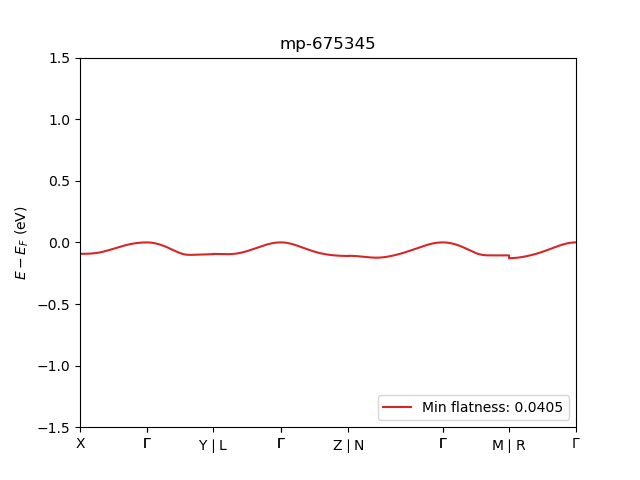 mp-675345
E − E_F (eV)
1.5
1.0
0.5
0.0
−0.5
−1.0
−1.5
Min flatness: 0.0405
X Γ Y | L Γ Z | N Γ M | R Γ